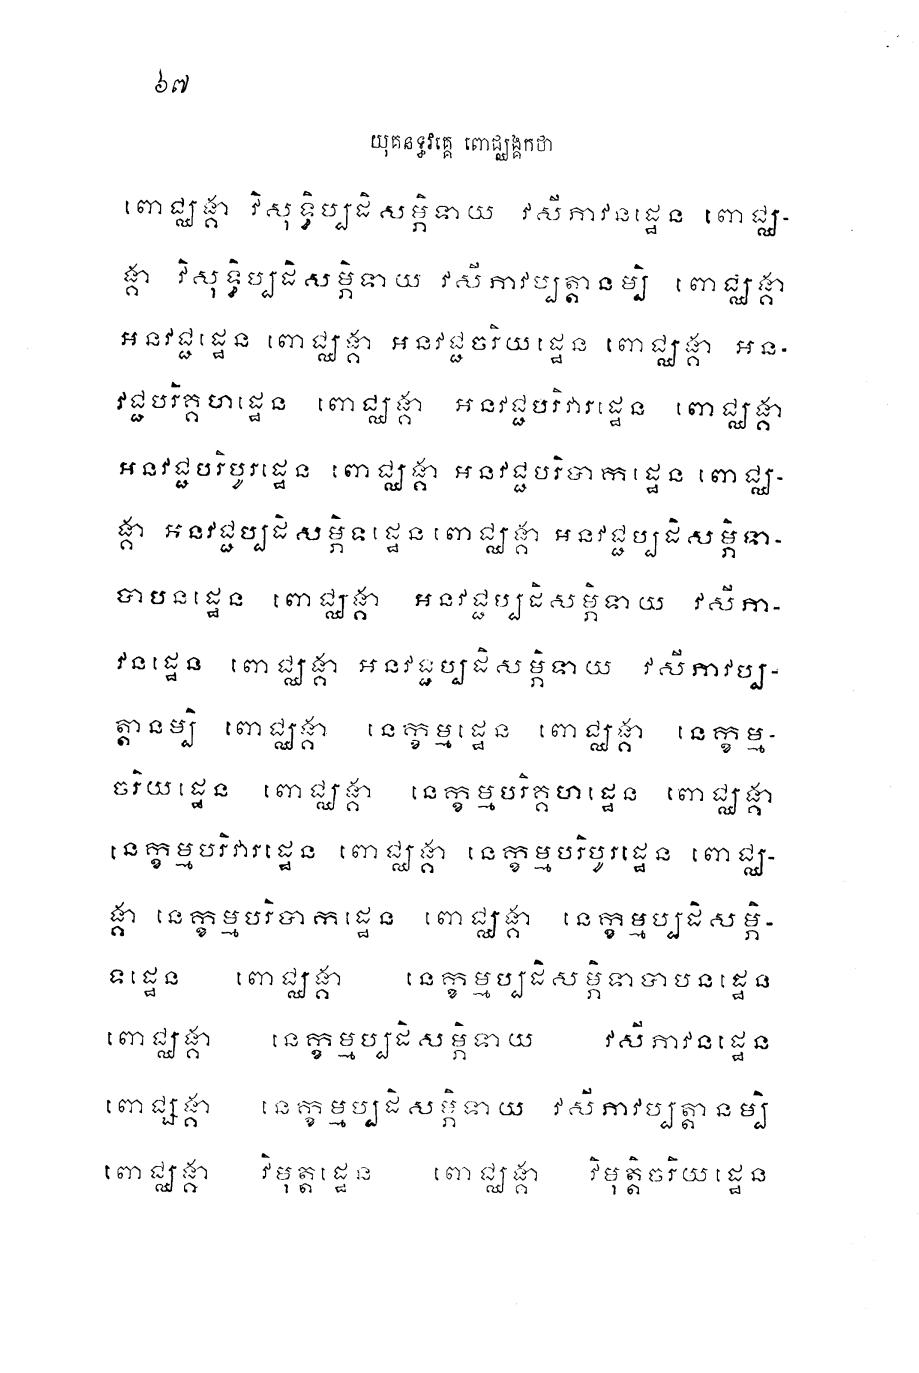 ៦៧
យុគនទ្ធវគ្គេ ពោជ្ឈង្គកថា
ពោជ្ឈង្គា វិសុទ្ធិប្បដិសម្ភិទាយ វសីភាវនដ្ឋេន ពោជ្ឈ-
ង្គា វិសុទ្ធិប្បដិសម្ភិទាយ វសីភាវប្បត្តានម្បិ ពោជ្ឈង្គា
អនវជ្ជដ្ឋេន ពោជ្ឈង្គា អនវជ្ជចរិយដ្ឋេន ពោជ្ឈង្គា អន-
វជ្ជបរិគ្គហដ្ឋេន ពោជ្ឈង្គា អនវជ្ជបរិវារដ្ឋេន ពោជ្ឈង្គា
អនវជ្ជបរិបូរដ្ឋេន ពោជ្ឈង្គា អនវជ្ជបរិបាកដ្ឋេន ពោជ្ឈ-
ង្គា អនវជ្ជប្បដិសម្ភិទដ្ឋេន ពោជ្ឈង្គា អនវជ្ជប្បដិសម្ភិទា-
បាបនដ្ឋេន ពោជ្ឈង្គា អនវជ្ជប្បដិសម្ភិទាយ វសីភា-
វនដ្ឋេន ពោជ្ឈង្គា អនវជ្ជប្បដិសម្ភិទាយ វសីភាវប្ប-
ត្តានម្បិ ពោជ្ឈង្គា នេក្ខម្មដ្ឋេន ពោជ្ឈង្គា នេក្ខម្ម-
ចរិយដ្ឋេន ពោជ្ឈង្គា នេក្ខម្មបរិគ្គហដ្ឋេន ពោជ្ឈង្គា
នេក្ខម្មបរិវារដ្ឋេន ពោជ្ឈង្គា នេក្ខម្មបរិបូរដ្ឋេន ពោជ្ឈ-
ង្គា នេក្ខម្មបរិបាកដ្ឋេន ពោជ្ឈង្គា នេក្ខម្មប្បដិសម្ភិ-
ទដ្ឋេន ពោជ្ឈង្គា នេក្ខម្មប្បដិសម្ភិទាបាបនដ្ឋេន
ពោជ្ឈង្គា នេក្ខម្មប្បដិសម្ភិទាយ វសីភាវនដ្ឋេន
ពោជ្ឈង្គា នេក្ខម្មប្បដិសម្ភិទាយ វសីភាវប្បត្តានម្បិ
ពោជ្ឈង្គា វិមុត្តដ្ឋេន ពោជ្ឈង្គា វិមុត្តិចរិយដ្ឋេន